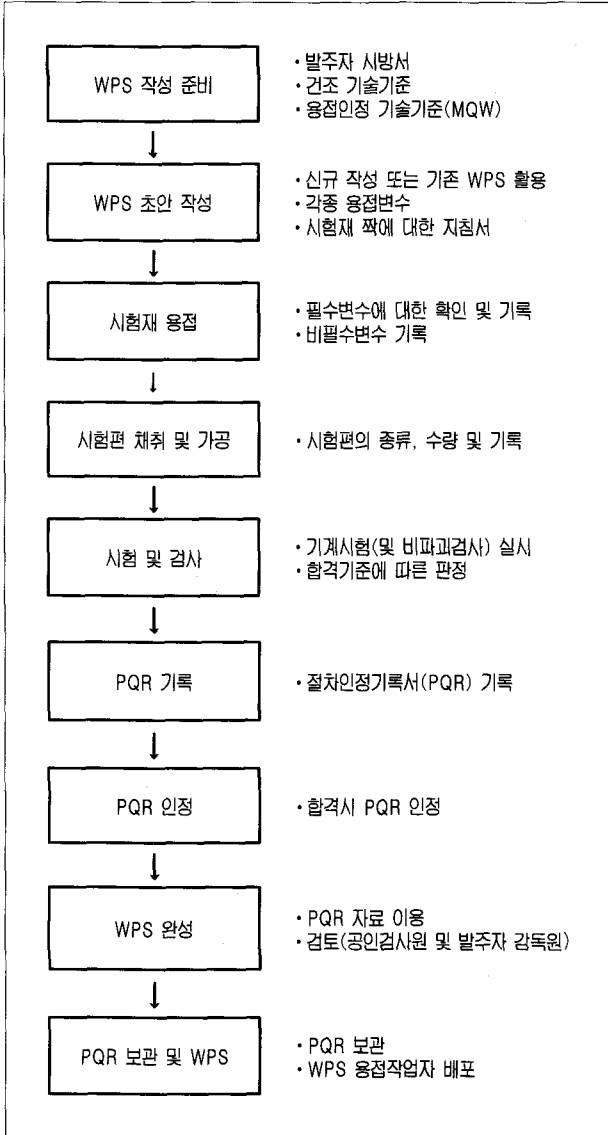 WPS 작성 준비
· 발주자 시방서
· 건조 기술기준
· 용접인정 기술기준(MQW)
WPS 초안 작성
· 신규 작성 또는 기존 WPS 활용
· 각종 용접변수
· 시험재 짝에 대한 지침서
시험재 용접
· 필수변수에 대한 확인 및 기록
· 비필수변수 기록
시험편 채취 및 가공
· 시험편의 종류, 수량 및 기록
시험 및 검사
· 기계시험(및 비파괴검사) 실시
· 합격기준에 따른 판정
PQR 기록
· 절차인정기록서(PQR) 기록
PQR 인정
· 합격시 PQR 인정
WPS 완성
· PQR 자료 이용
· 검토(공인검사원 및 발주자 감독원)
PQR 보관 및 WPS
· PQR 보관
· WPS 용접작업자 배포